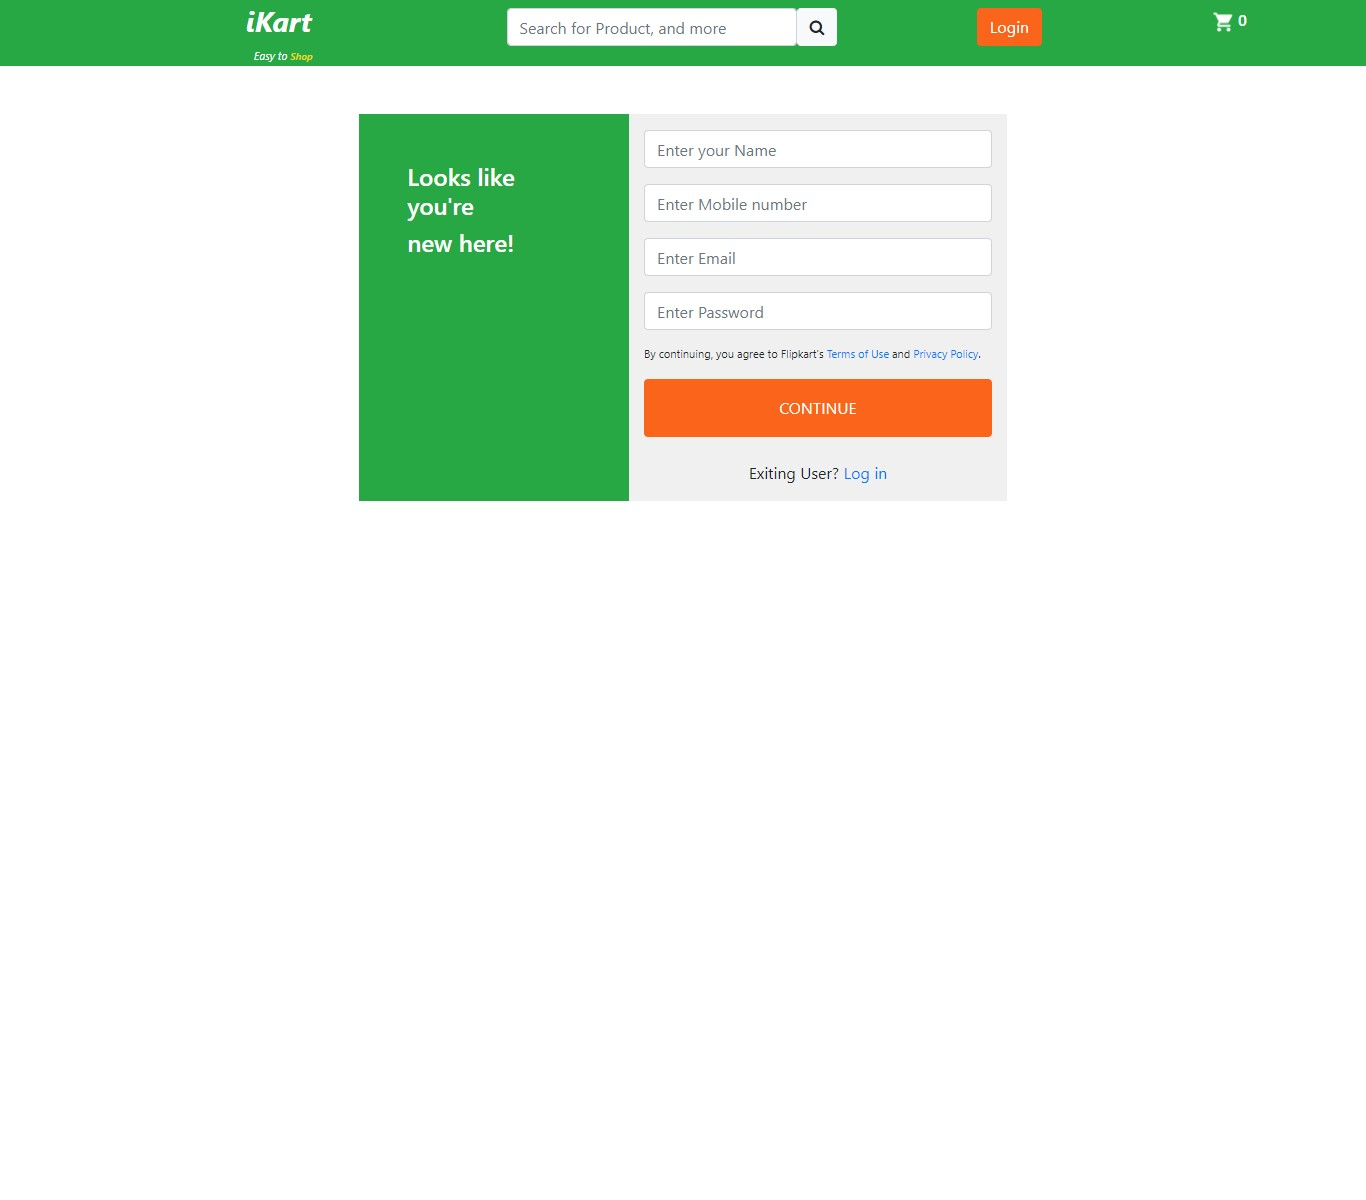 iKart
Easy to Shop
Search for Product, and more
Login
0
Looks like
you're
new here!
Enter your Name
Enter Mobile number
Enter Email
Enter Password
By continuing, you agree to Flipkart's Terms of Use and Privacy Policy.
CONTINUE
Exiting User? Log in